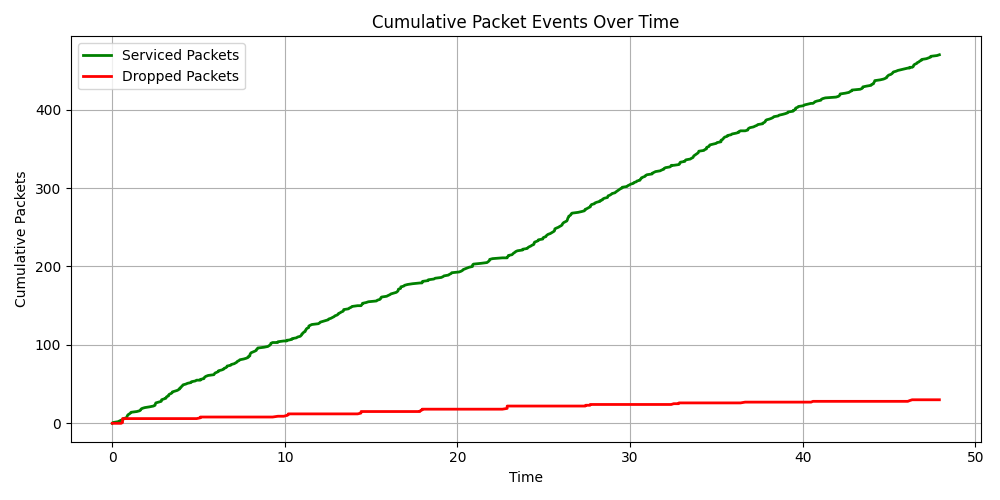 Cumulative Packet Events Over Time
Serviced Packets
Dropped Packets
Cumulative Packets
400
300
200
100
0
0 10 20 30 40 50
Time